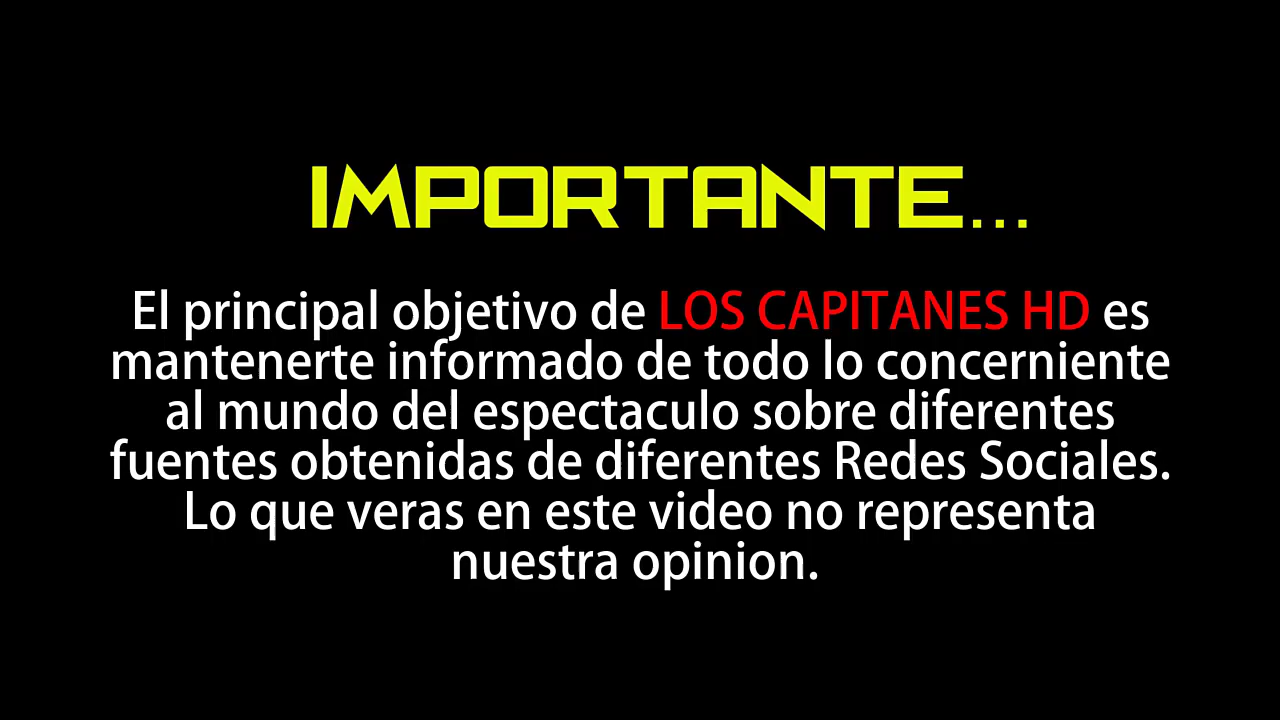 IMPORTANTE...
El principal objetivo de LOS CAPITANES HD es
mantenerte informado de todo lo concerniente
al mundo del espectaculo sobre diferentes
fuentes obtenidas de diferentes Redes Sociales.
Lo que veras en este video no representa
nuestra opinion.